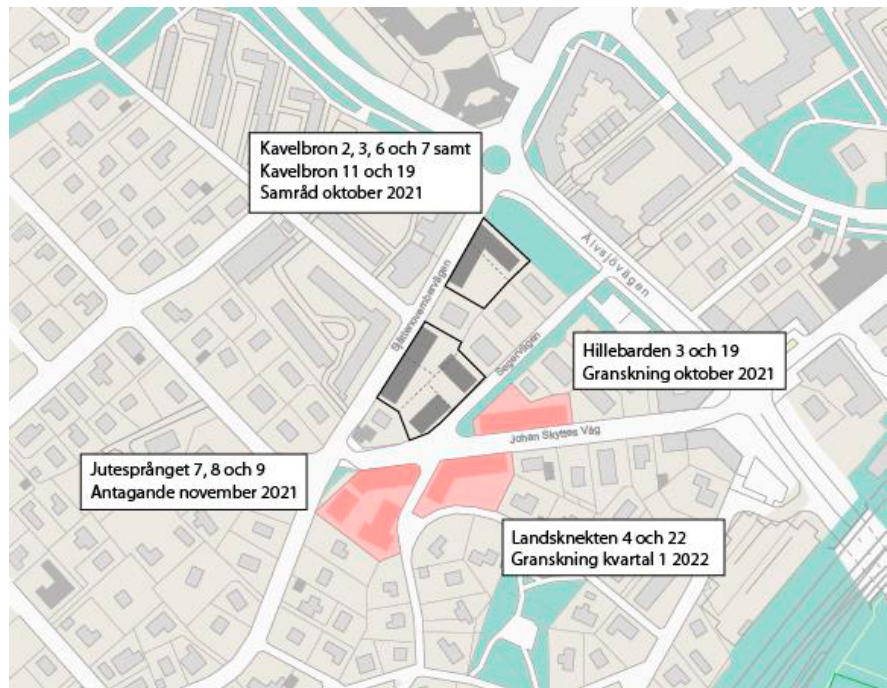 Kavelbron 2, 3, 6 och 7 samt
Kavelbron 11 och 19
Samråd oktober 2021
Älvsjövägen
Sjättenovembervägen
Segervägen
Hillebarden 3 och 19
Granskning oktober 2021
Johan Skyttes Väg
Jutesprånget 7, 8 och 9
Antagande november 2021
Landsknekten 4 och 22
Granskning kvartal 1 2022